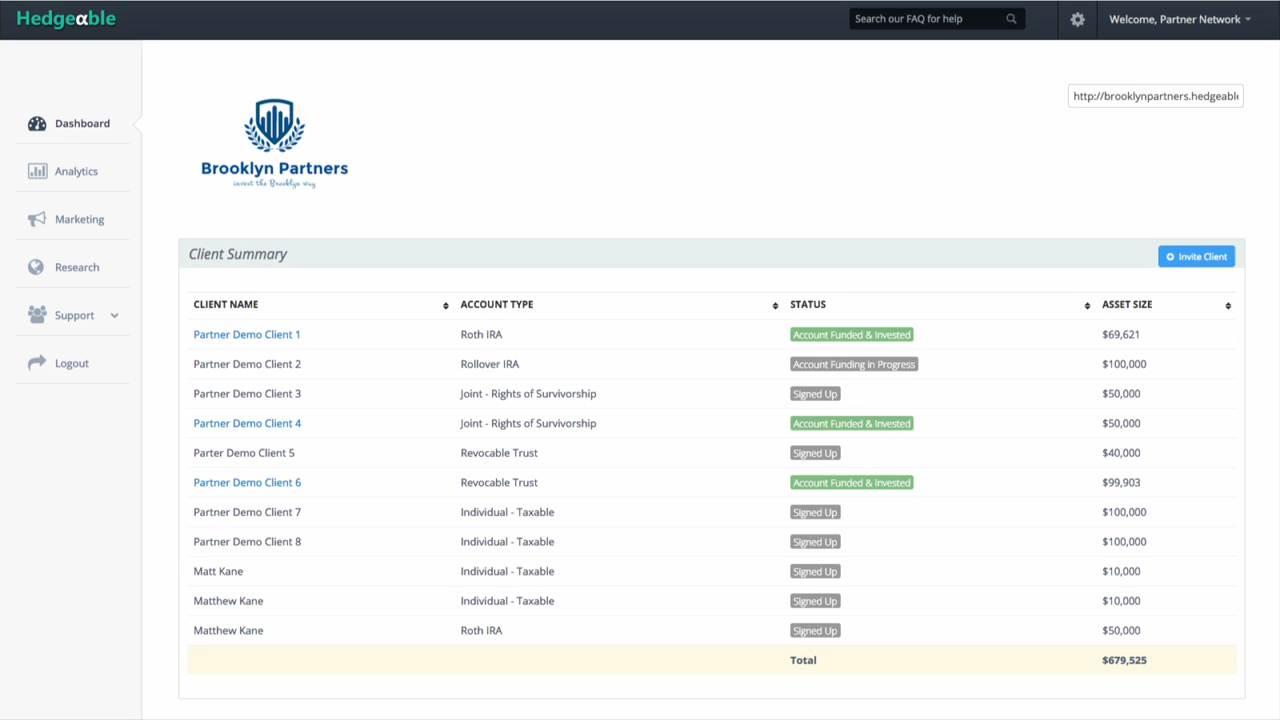 Hedgeαble
Search our FAQ for help
Welcome, Partner Network
http://brooklynpartners.hedgeable
Dashboard
Analytics
Marketing
Research
Support
Logout
Brooklyn Partners
invest the Brooklyn way
Client Summary
Invite Client
CLIENT NAME ACCOUNT TYPE STATUS ASSET SIZE
Partner Demo Client 1 Roth IRA Account Funded & Invested $69,621
Partner Demo Client 2 Rollover IRA Account Funding In Progress $100,000
Partner Demo Client 3 Joint - Rights of Survivorship Signed Up $50,000
Partner Demo Client 4 Joint - Rights of Survivorship Account Funded & Invested $50,000
Parter Demo Client 5 Revocable Trust Signed Up $40,000
Partner Demo Client 6 Revocable Trust Account Funded & Invested $99,903
Partner Demo Client 7 Individual - Taxable Signed Up $100,000
Partner Demo Client 8 Individual - Taxable Signed Up $100,000
Matt Kane Individual - Taxable Signed Up $10,000
Matthew Kane Individual - Taxable Signed Up $10,000
Matthew Kane Roth IRA Signed Up $50,000
Total $679,525